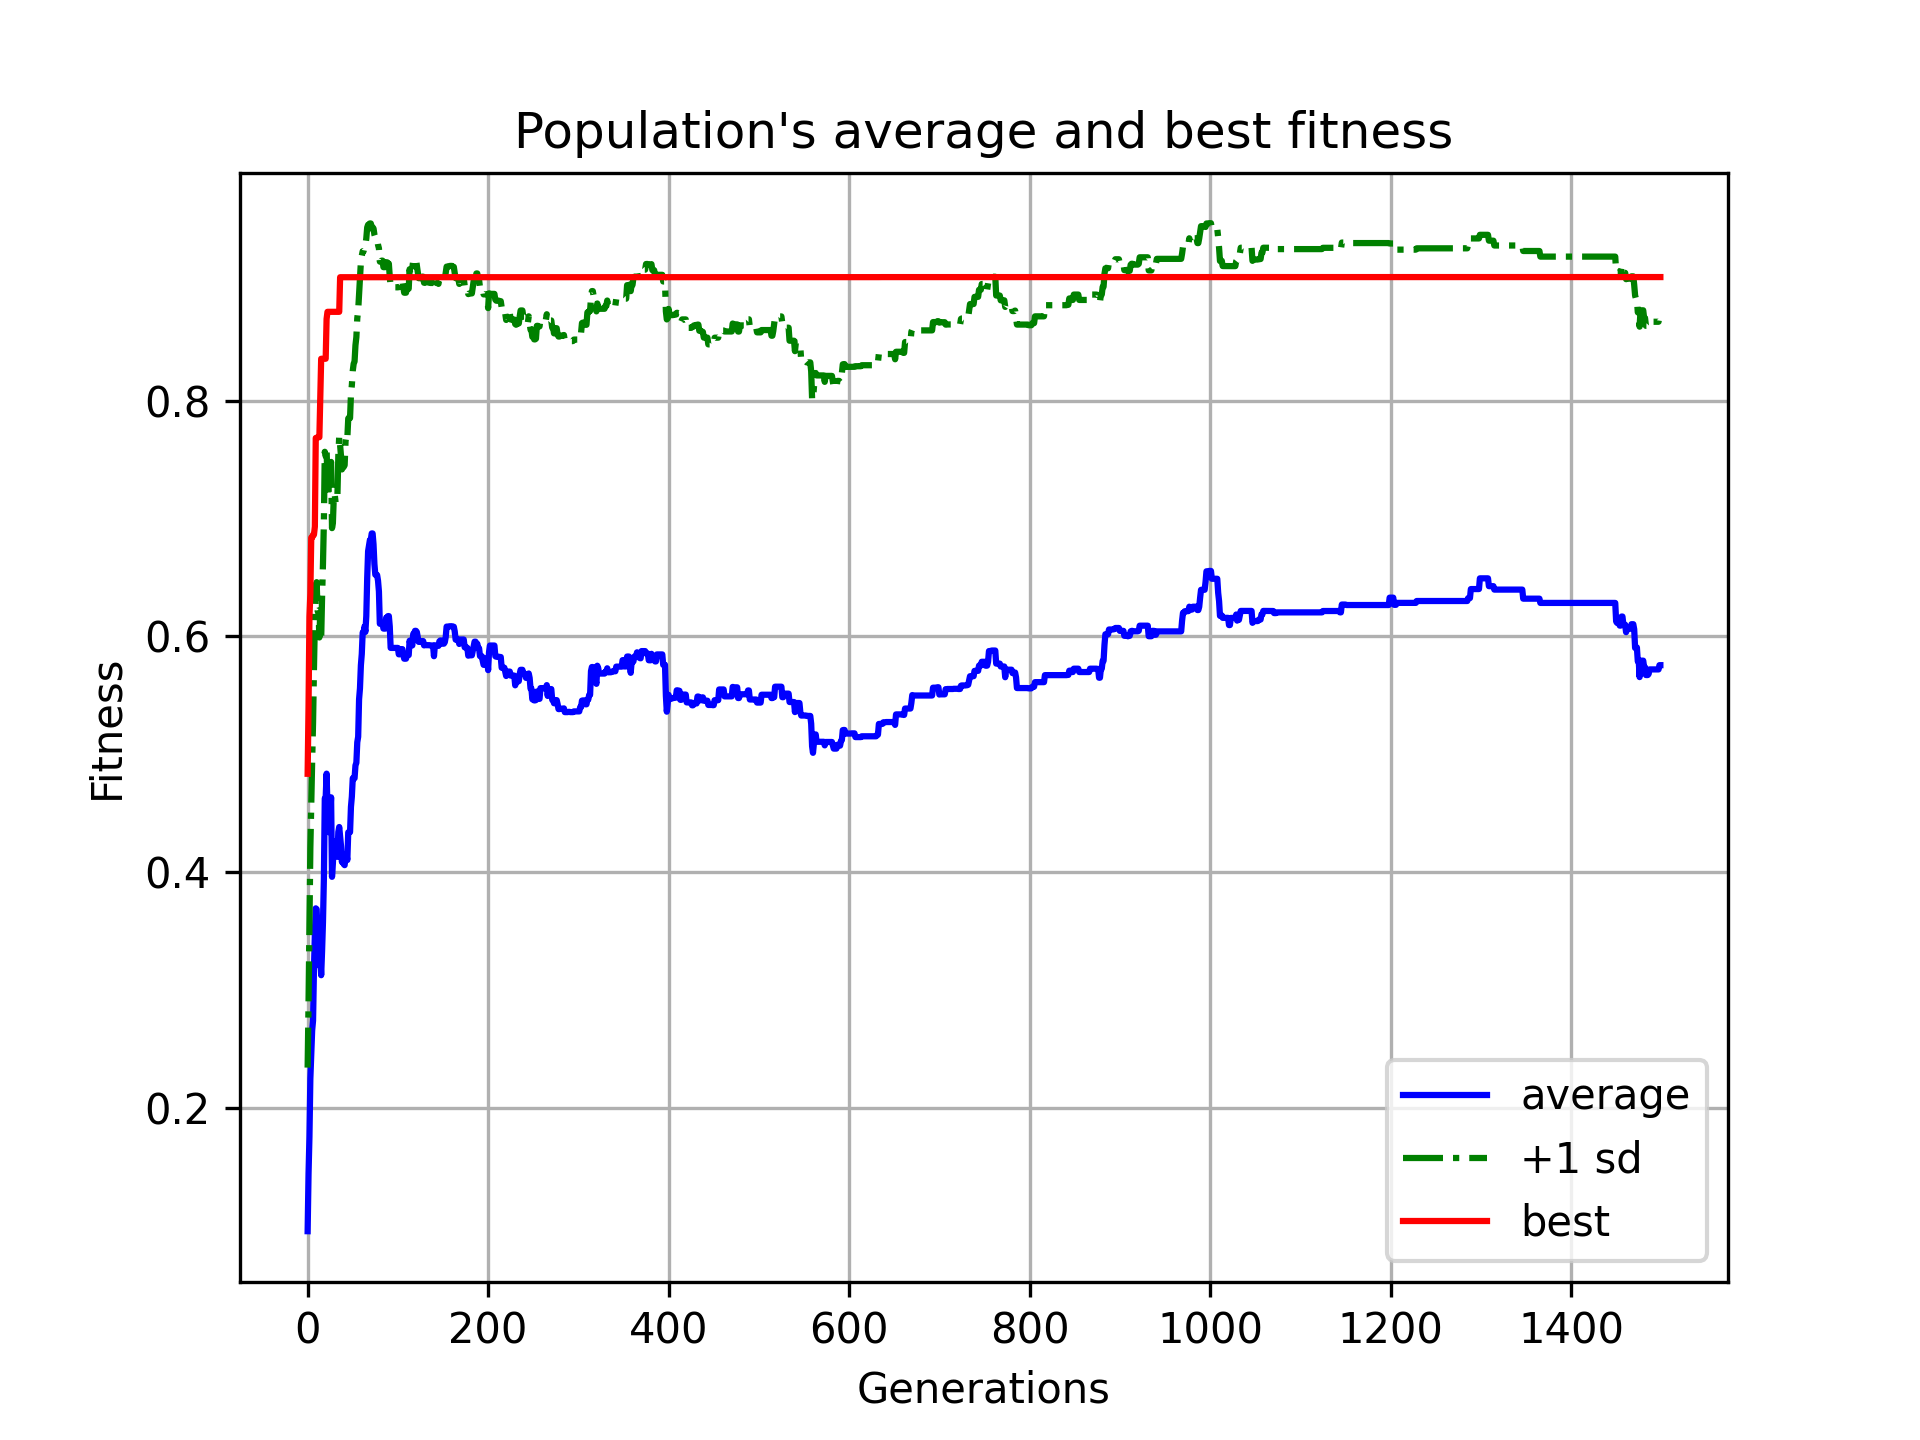 Population's average and best fitness
Fitness
0.8
0.6
0.4
0.2
0 200 400 600 800 1000 1200 1400
Generations
average
+1 sd
best